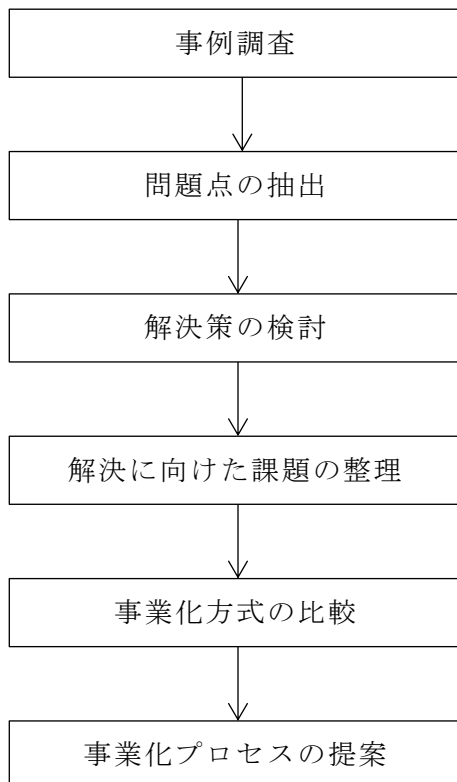 事例調査
問題点の抽出
解決策の検討
解決に向けた課題の整理
事業化方式の比較
事業化プロセスの提案